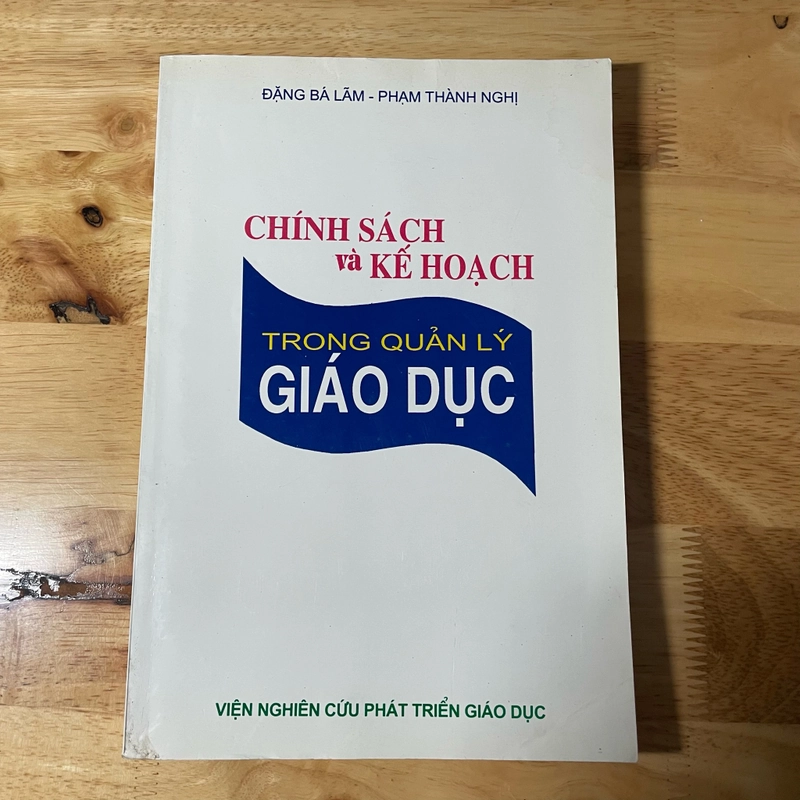 ĐẶNG BÁ LÃM - PHẠM THÀNH NGHỊ
CHÍNH SÁCH
và KẾ HOẠCH
TRONG QUẢN LÝ
GIÁO DỤC
VIỆN NGHIÊN CỨU PHÁT TRIỂN GIÁO DỤC